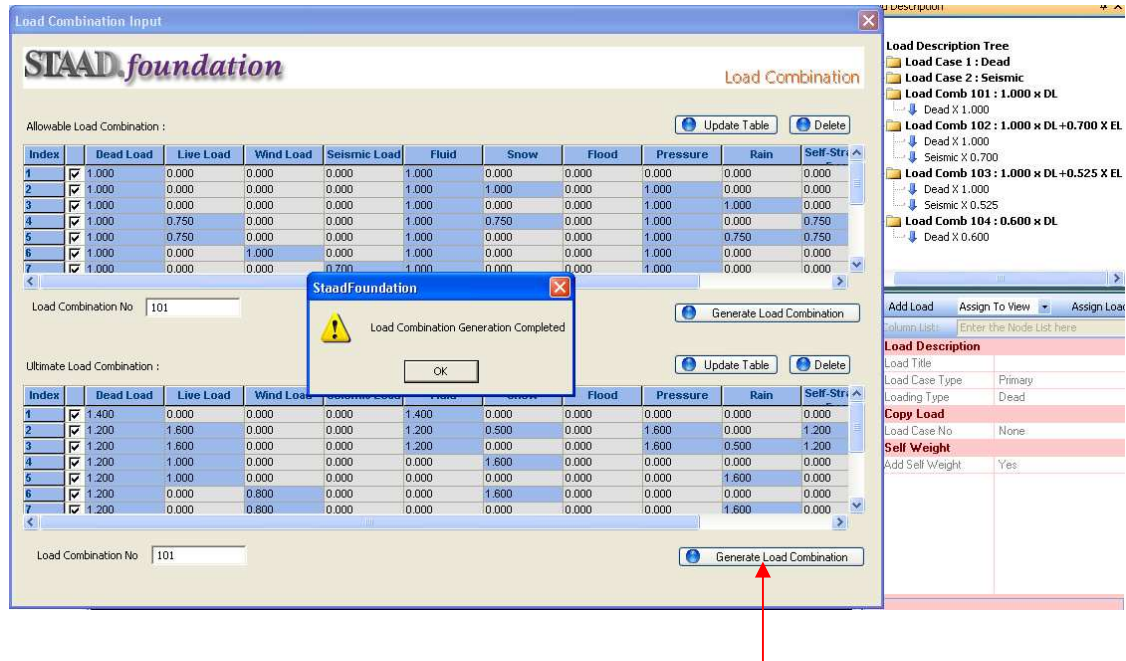 Load Combination Input
STAAD.foundation
Load Combination
Allowable Load Combination :
Update Table Delete
Index Dead Load Live Load Wind Load Seismic Load Fluid Snow Flood Pressure Rain Self-Stra
1 1.000 0.000 0.000 0.000 1.000 0.000 0.000 0.000 0.000 0.000
2 1.000 0.000 0.000 0.000 1.000 1.000 0.000 1.000 0.000 0.000
3 1.000 0.000 0.000 0.000 1.000 0.000 0.000 1.000 1.000 0.000
4 1.000 0.750 0.000 0.000 1.000 0.750 0.000 1.000 0.000 0.750
5 1.000 0.750 0.000 0.000 1.000 0.000 0.000 1.000 0.750 0.750
6 1.000 0.000 1.000 0.000 1.000 0.000 0.000 1.000 0.000 0.000
7 1.000 0.000 0.000 0.700 1.000 0.000 0.000 1.000 0.000 0.000
Load Combination No 101
Generate Load Combination
StaadFoundation
Load Combination Generation Completed
OK
Ultimate Load Combination :
Update Table Delete
Index Dead Load Live Load Wind Load Flood Pressure Rain Self-Stra
1 1.400 0.000 0.000 0.000 1.400 0.000 0.000 0.000 0.000 0.000
2 1.200 1.600 0.000 0.000 1.200 0.500 0.000 1.600 0.000 1.200
3 1.200 1.600 0.000 0.000 1.200 0.000 0.000 1.600 0.500 1.200
4 1.200 1.000 0.000 0.000 0.000 1.600 0.000 0.000 0.000 0.000
5 1.200 1.000 0.000 0.000 0.000 0.000 0.000 0.000 1.600 0.000
6 1.200 0.000 0.800 0.000 0.000 1.600 0.000 0.000 0.000 0.000
7 1.200 0.000 0.800 0.000 0.000 0.000 0.000 0.000 1.600 0.000
Load Combination No 101
Generate Load Combination
d Description
Load Description Tree
Load Case 1 : Dead
Load Case 2 : Seismic
Load Comb 101 : 1.000 x DL
Dead X 1.000
Load Comb 102 : 1.000 x DL+0.700 X EL
Dead X 1.000
Seismic X 0.700
Load Comb 103 : 1.000 x DL+0.525 X EL
Dead X 1.000
Seismic X 0.525
Load Comb 104 : 0.600 x DL
Dead X 0.600
Add Load Assign To View Assign Load
Column List: Enter the Node List here
Load Description
Load Title
Load Case Type Primary
Loading Type Dead
Copy Load
Load Case No None
Self Weight
Add Self Weight Yes